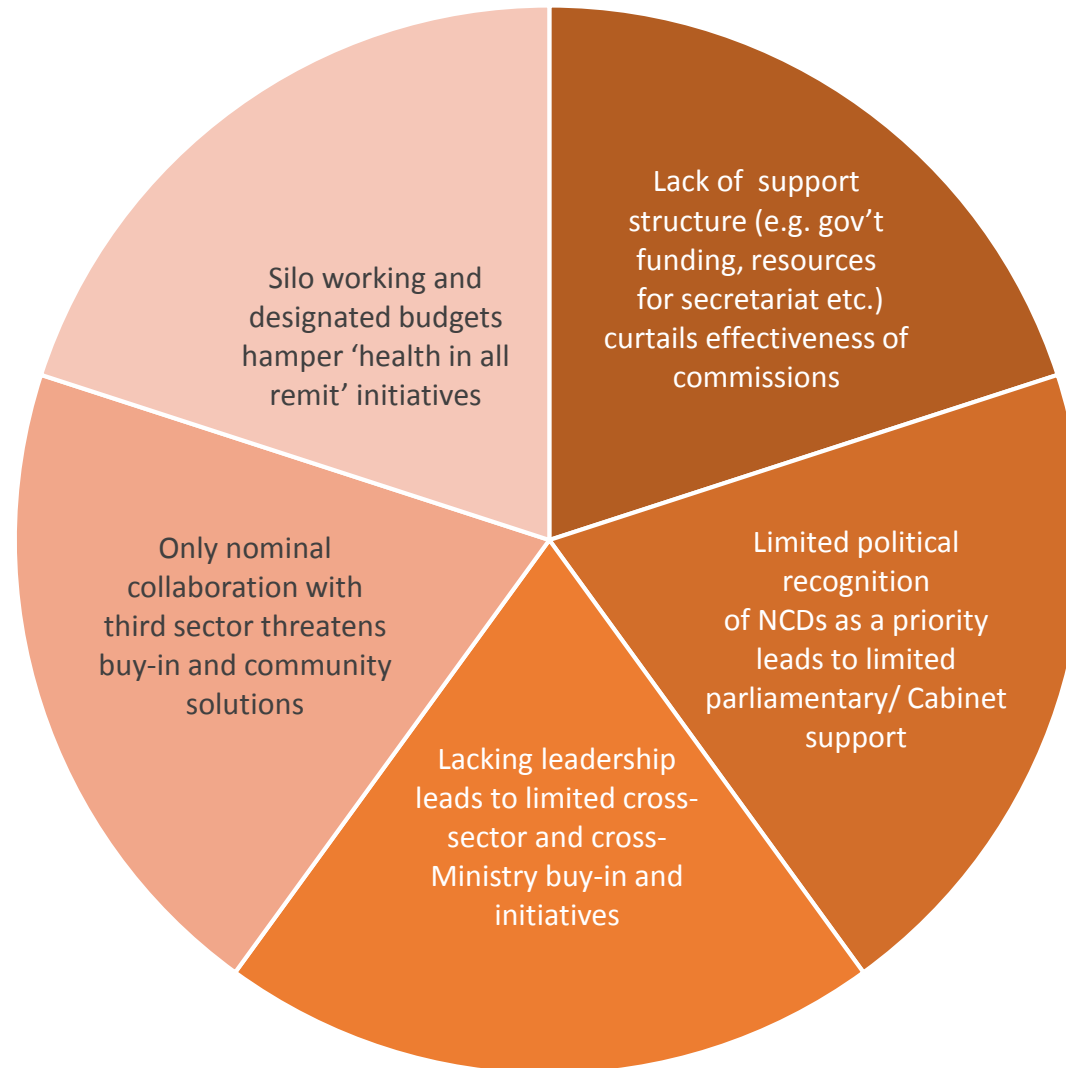 Lack of support
structure (e.g. gov’t
funding, resources
for secretariat etc.)
curtails effectiveness of
commissions
Limited political
recognition
of NCDs as a priority
leads to limited
parliamentary/ Cabinet
support
Lacking leadership
leads to limited cross-
sector and cross-
Ministry buy-in and
initiatives
Only nominal
collaboration with
third sector threatens
buy-in and community
solutions
Silo working and
designated budgets
hamper ‘health in all
remit’ initiatives